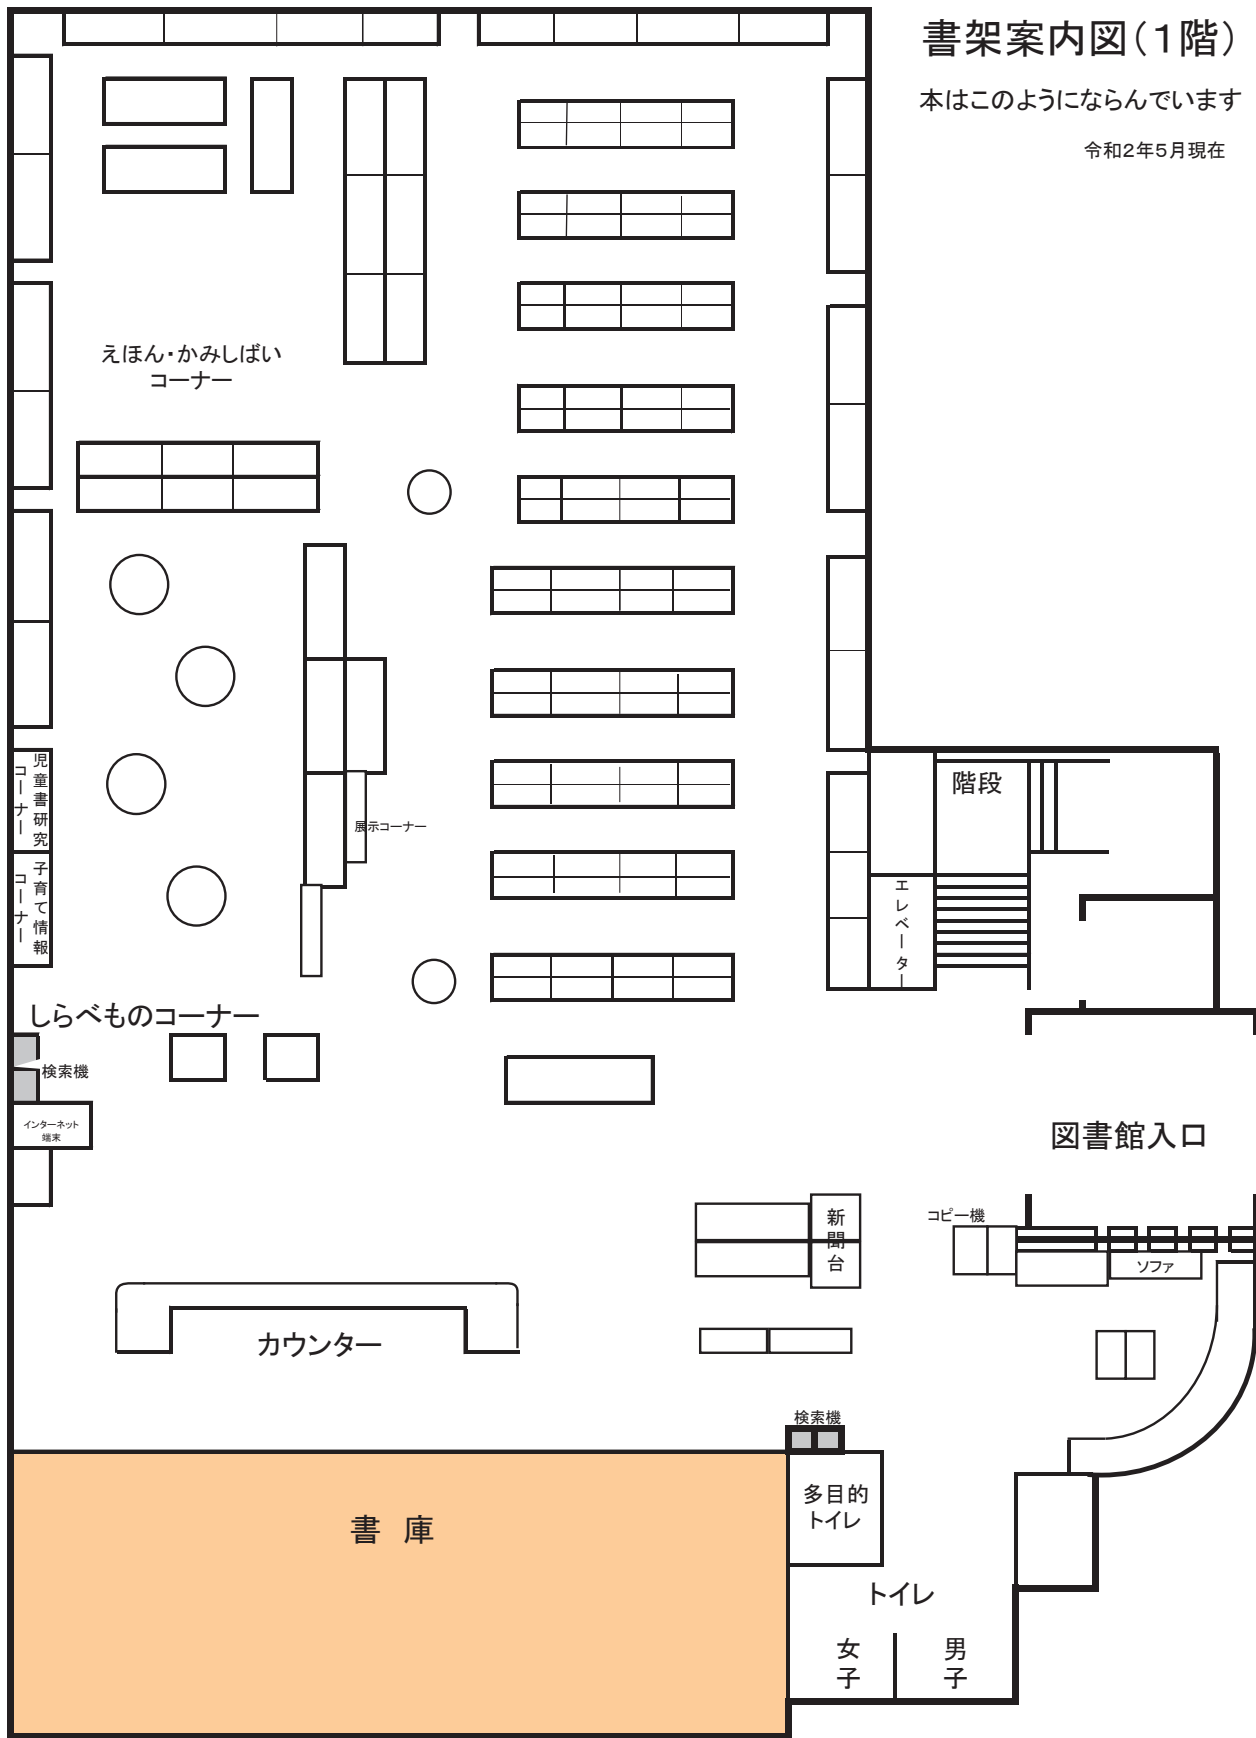 書架案内図(1階)
本はこのようにならんでいます
令和2年5月現在
えほん・かみしばい
コーナー
児童書研究
コーナー
子育て情報
コーナー
展示コーナー
階段
エレベーター
しらべものコーナー
検索機
インターネット
端末
図書館入口
新聞台
コピー機
ソファ
カウンター
検索機
多目的
トイレ
書 庫
トイレ
女子
男子